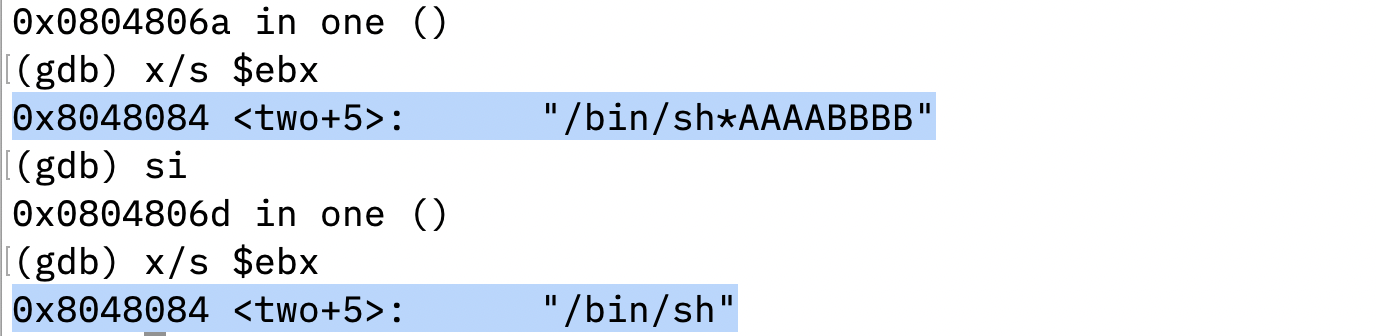 0x0804806a in one ()
(gdb) x/s $ebx
0x8048084 <two+5>:      "/bin/sh*AAAABBBB"
(gdb) si
0x0804806d in one ()
(gdb) x/s $ebx
0x8048084 <two+5>:      "/bin/sh"